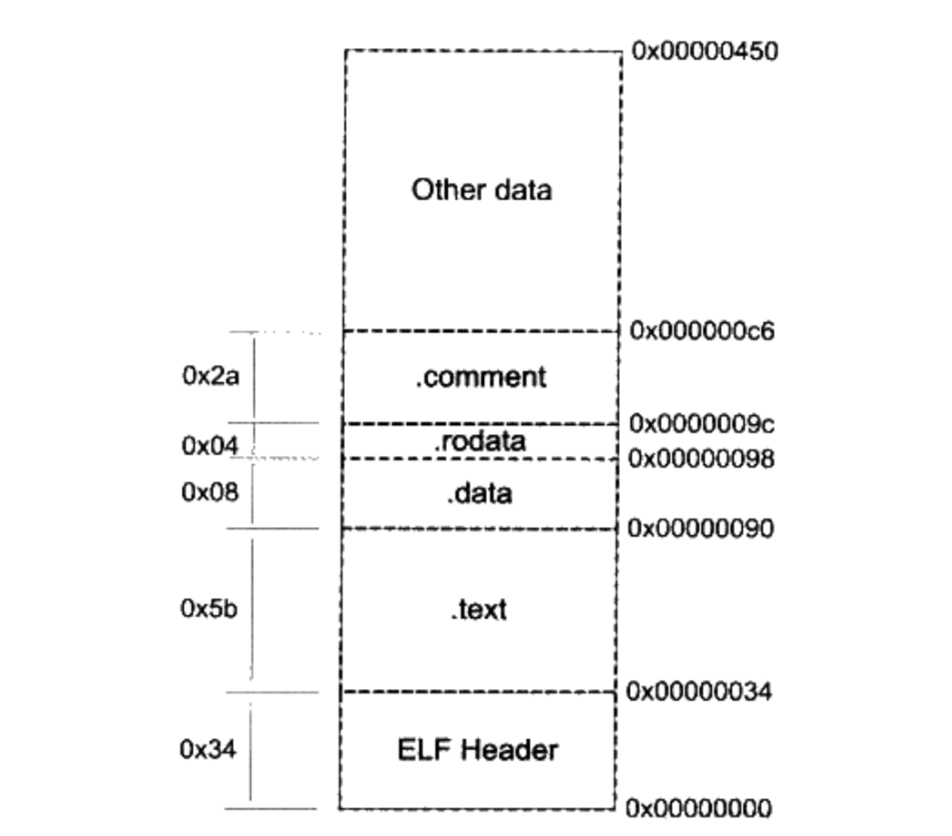 0x00000450
Other data
0x000000c6
0x2a .comment
0x0000009c
0x04 .rodata
0x00000098
0x08 .data
0x00000090
0x5b .text
0x00000034
0x34 ELF Header
0x00000000